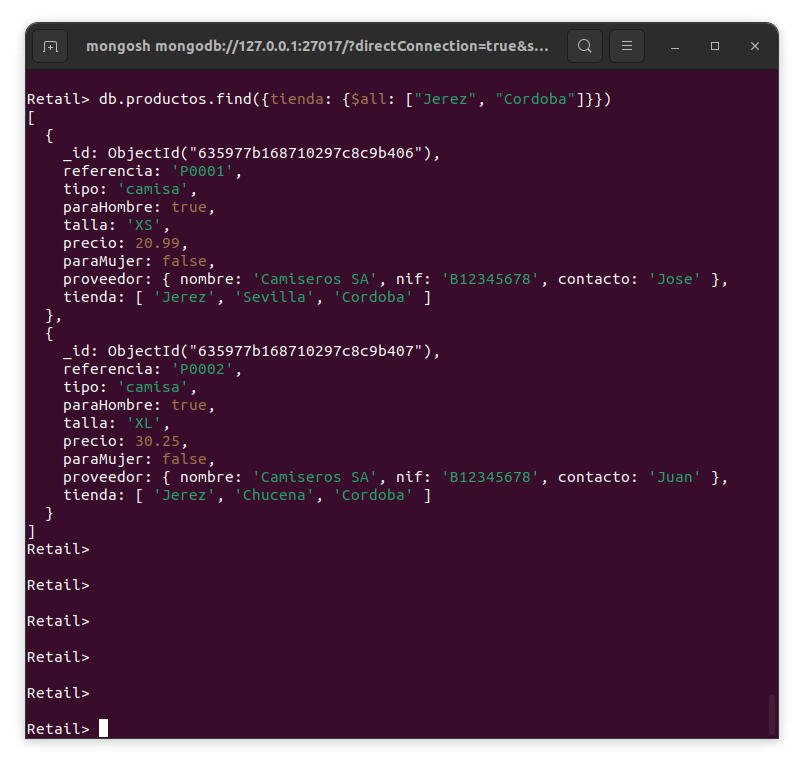 mongosh mongodb://127.0.0.1:27017/?directConnection=true&s...
Retail> db.productos.find({tienda: {$all: ["Jerez", "Cordoba"]}})
[
  {
    _id: ObjectId("635977b168710297c8c9b406"),
    referencia: 'P0001',
    tipo: 'camisa',
    paraHombre: true,
    talla: 'XS',
    precio: 20.99,
    paraMujer: false,
    proveedor: { nombre: 'Camiseros SA', nif: 'B12345678', contacto: 'Jose' },
    tienda: [ 'Jerez', 'Sevilla', 'Cordoba' ]
  },
  {
    _id: ObjectId("635977b168710297c8c9b407"),
    referencia: 'P0002',
    tipo: 'camisa',
    paraHombre: true,
    talla: 'XL',
    precio: 30.25,
    paraMujer: false,
    proveedor: { nombre: 'Camiseros SA', nif: 'B12345678', contacto: 'Juan' },
    tienda: [ 'Jerez', 'Chucena', 'Cordoba' ]
  }
]
Retail>
Retail>
Retail>
Retail>
Retail>
Retail>